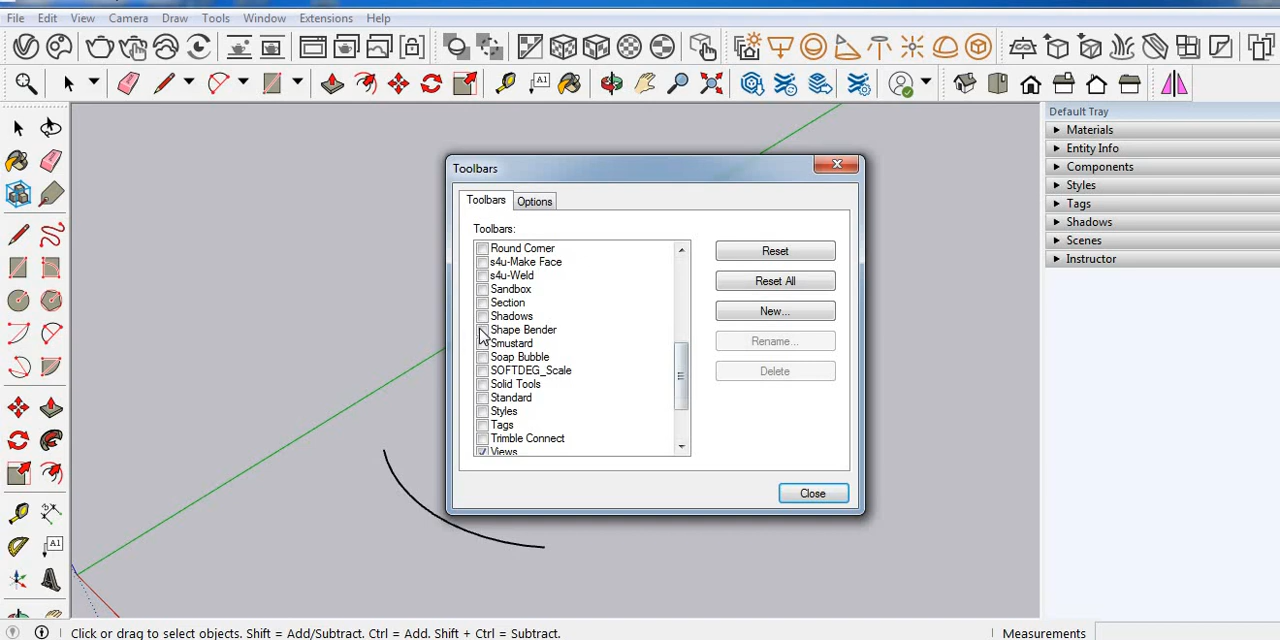 File Edit View Camera Draw Tools Window Extensions Help
A1
Default Tray
Materials
Entity Info
Components
Styles
Tags
Shadows
Scenes
Instructor
Toolbars
Toolbars Options
Toolbars:
Round Corner
s4u-Make Face
s4u-Weld
Sandbox
Section
Shadows
Shape Bender
Smustard
Soap Bubble
SOFTDEG_Scale
Solid Tools
Standard
Styles
Tags
Trimble Connect
Views
Reset
Reset All
New...
Rename...
Delete
Close
A1
Click or drag to select objects. Shift = Add/Subtract. Ctrl = Add. Shift + Ctrl = Subtract.
Measurements